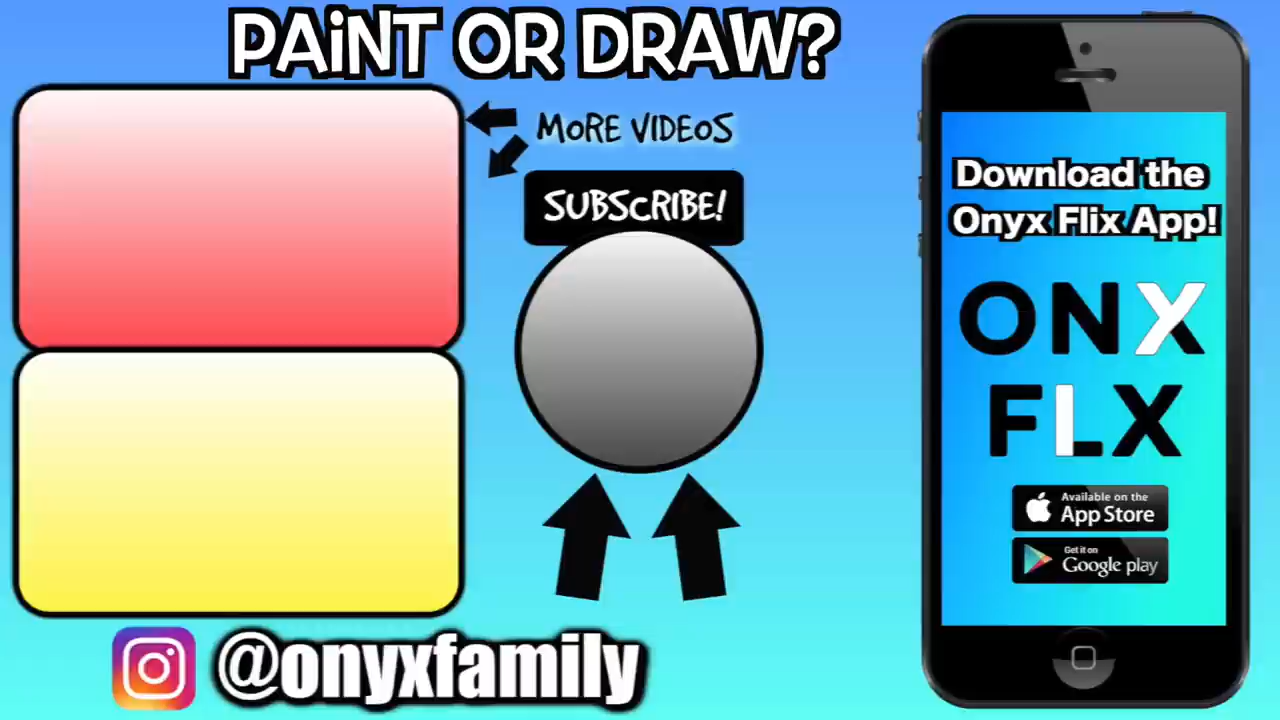 PAiNT OR DRAW?
MORE VIDEOS
SUBSCRIBE!
@onyxfamily
Download the
Onyx Flix App!
ONX
FLX
Available on the
App Store
Get it on
Google play